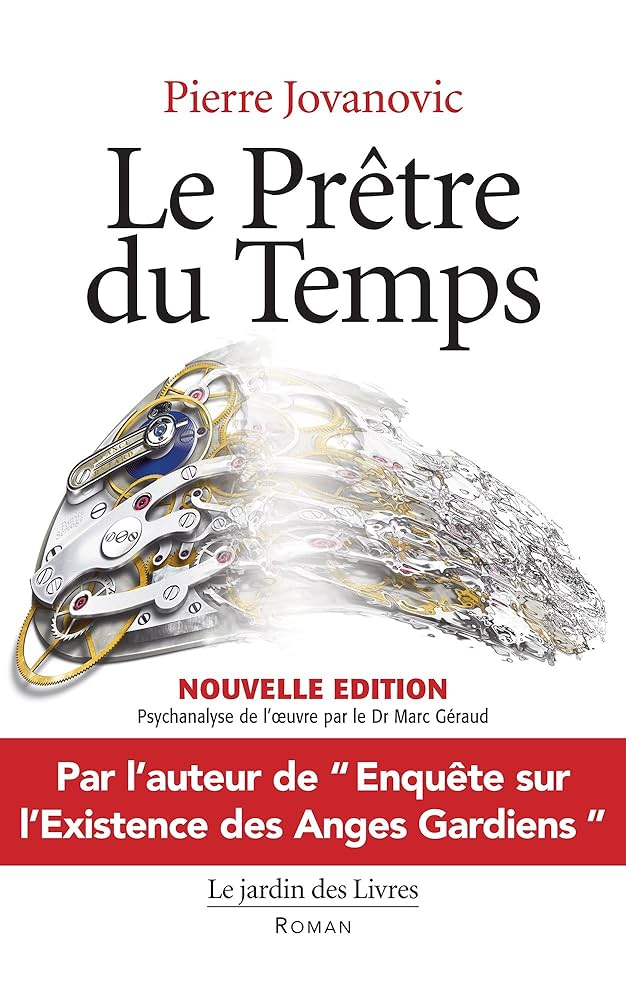 Pierre Jovanovic
Le Prêtre
du Temps
NOUVELLE EDITION
Psychanalyse de l'œuvre par le Dr Marc Géraud
Par l'auteur de " Enquête sur
l'Existence des Anges Gardiens "
Le jardin des Livres
ROMAN